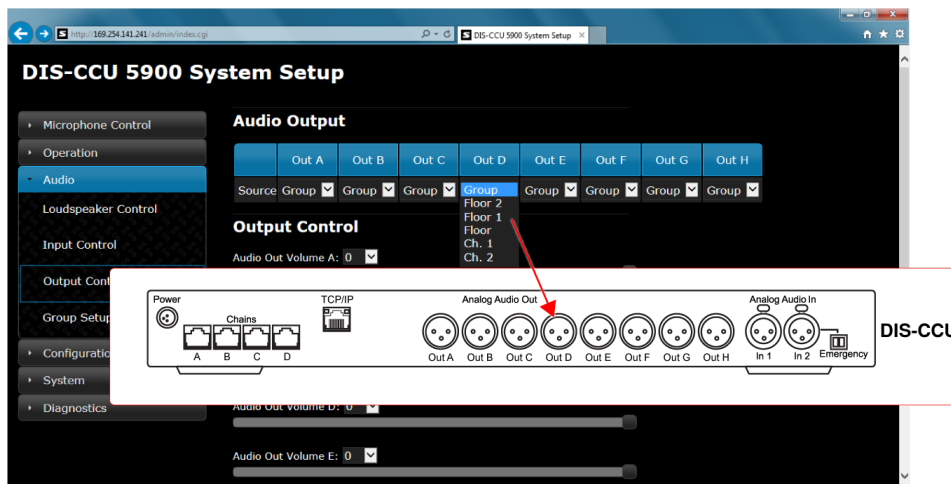 http://169.254.141.241/admin/index.cgi
DIS-CCU 5900 System Setup
DIS-CCU 5900 System Setup
Microphone Control
Operation
Audio
Loudspeaker Control
Input Control
Output Cont
Group Setup
Configuratio
System
Diagnostics
Audio Output
Out A Out B Out C Out D Out E Out F Out G Out H
Source Group Group Group Group Group Group Group Group
Floor 2
Floor 1
Floor
Ch. 1
Ch. 2
Output Control
Audio Out Volume A: 0
Power TCP/IP Analog Audio Out Analog Audio In
Chains
DIS-CCU
A B C D Out A Out B Out C Out D Out E Out F Out G Out H In 1 In 2 Emergency
Audio Out Volume D: 0
Audio Out Volume E: 0